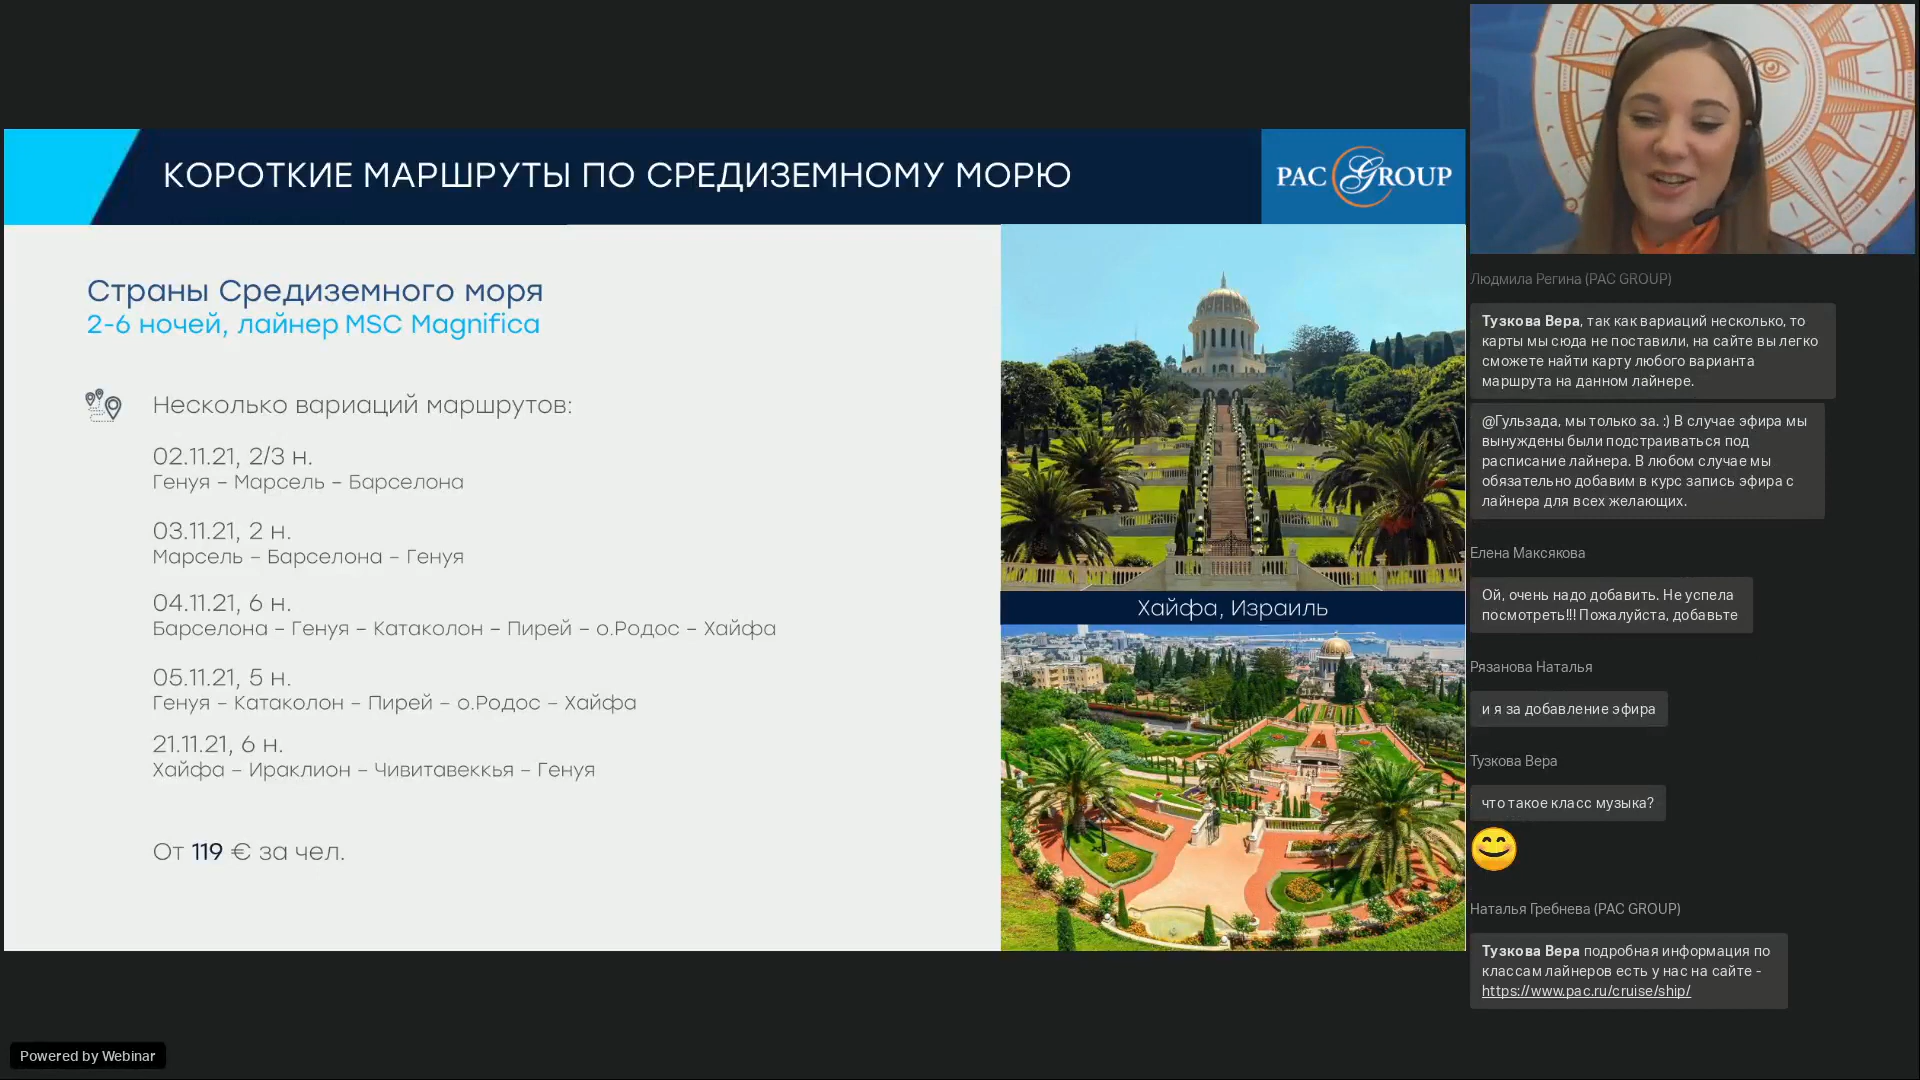 КОРОТКИЕ МАРШРУТЫ ПО СРЕДИЗЕМНОМУ МОРЮ
PAC GROUP
Страны Средиземного моря
2-6 ночей, лайнер MSC Magnifica
Несколько вариаций маршрутов:
02.11.21, 2/3 н.
Генуя – Марсель – Барселона
03.11.21, 2 н.
Марсель – Барселона – Генуя
04.11.21, 6 н.
Барселона – Генуя – Катаколон – Пирей – о.Родос – Хайфа
05.11.21, 5 н.
Генуя – Катаколон – Пирей – о.Родос – Хайфа
21.11.21, 6 н.
Хайфа – Ираклион – Чивитавеккья – Генуя
От 119 € за чел.
Хайфа, Израиль
Людмила Регина (PAC GROUP)
Тузкова Вера, так как вариаций несколько, то
карты мы сюда не поставили, на сайте вы легко
сможете найти карту любого варианта
маршрута на данном лайнере.
@Гульзада, мы только за. :) В случае эфира мы
вынуждены были подстраиваться под
расписание лайнера. В любом случае мы
обязательно добавим в курс запись эфира с
лайнера для всех желающих.
Елена Максякова
Ой, очень надо добавить. Не успела
посмотреть!!! Пожалуйста, добавьте
Рязанова Наталья
и я за добавление эфира
Тузкова Вера
что такое класс музыка?
Наталья Гребнева (PAC GROUP)
Тузкова Вера подробная информация по
классам лайнеров есть у нас на сайте -
https://www.pac.ru/cruise/ship/
Powered by Webinar